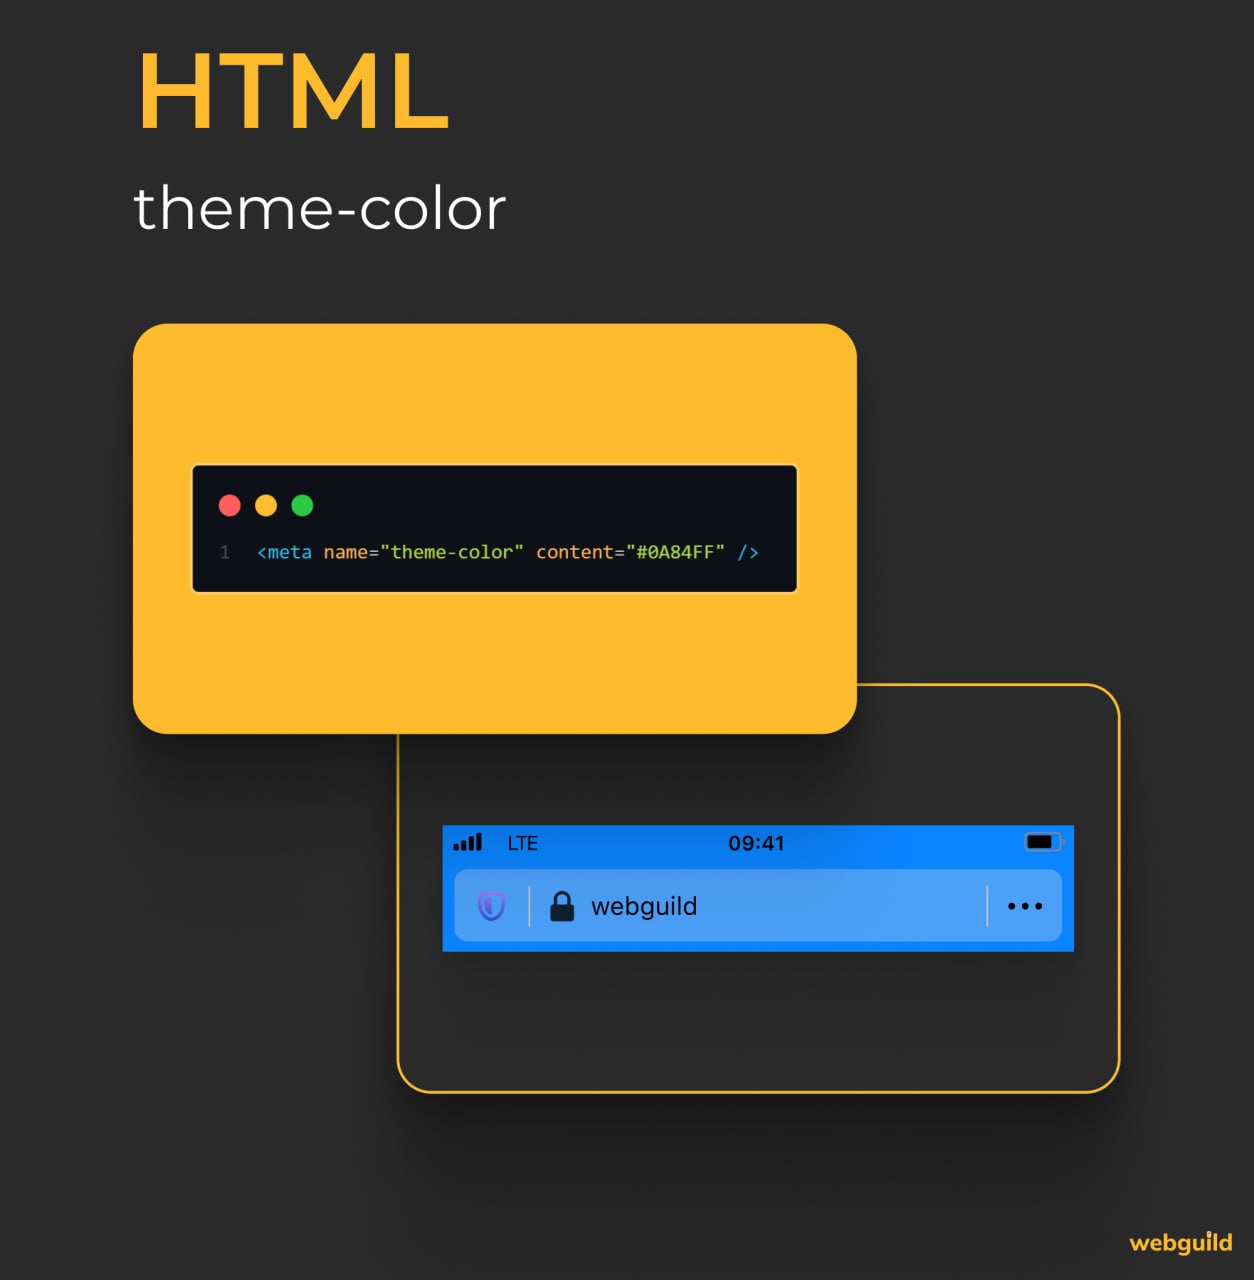 HTML
theme-color
1 <meta name="theme-color" content="#0A84FF" />
LTE 09:41
webguild
webguild